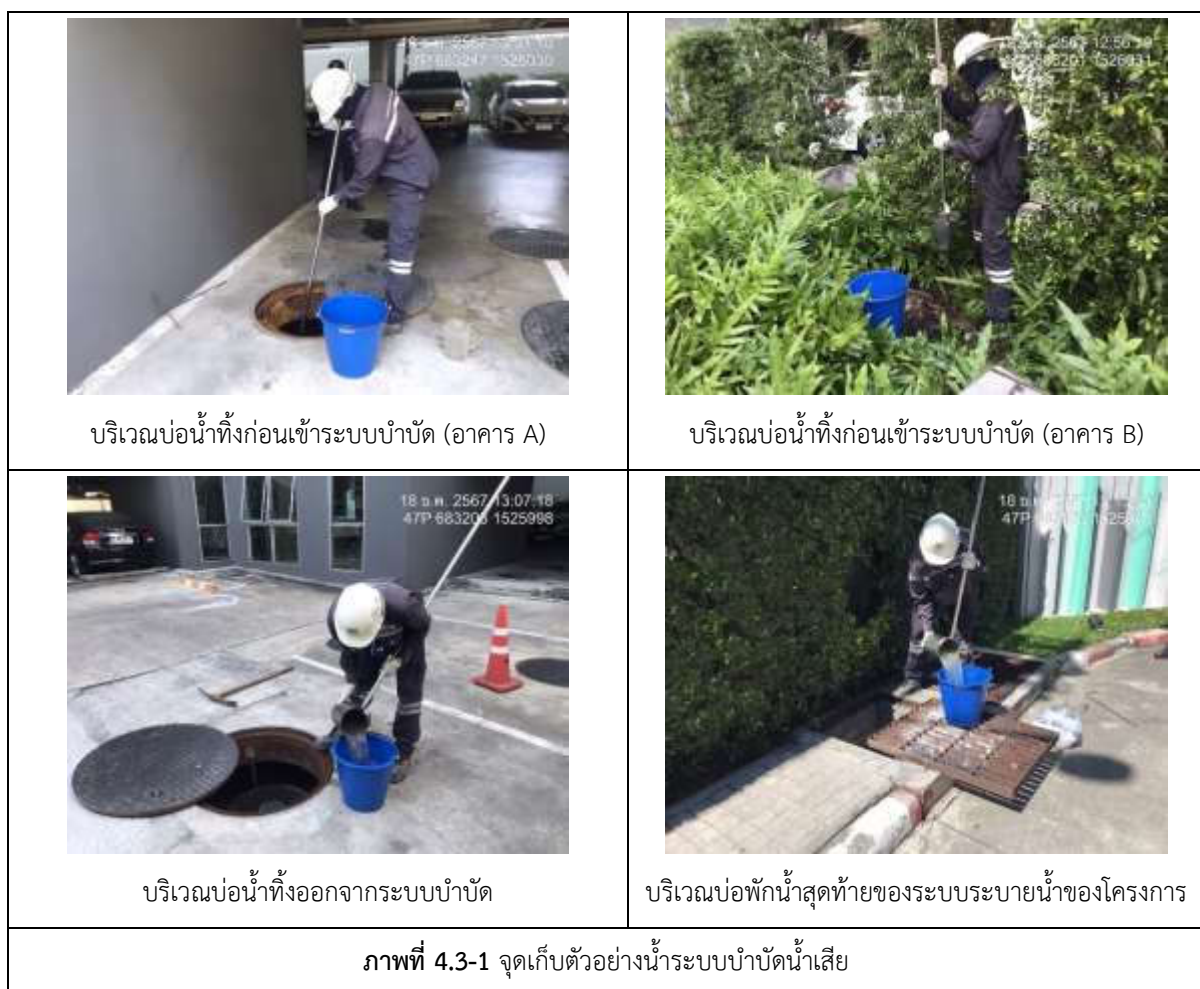 บริเวณบ่อน้ำทิ้งก่อนเข้าระบบบำบัด (อาคาร A)
บริเวณบ่อน้ำทิ้งก่อนเข้าระบบบำบัด (อาคาร B)
18 ธ.ค. 2567 13:07:18
47P 683203 1525998
18 ธ.ค.
47P
บริเวณบ่อน้ำทิ้งออกจากระบบบำบัด
บริเวณบ่อพักน้ำสุดท้ายของระบบระบายน้ำของโครงการ
ภาพที่ 4.3-1 จุดเก็บตัวอย่างน้ำระบบบำบัดน้ำเสีย